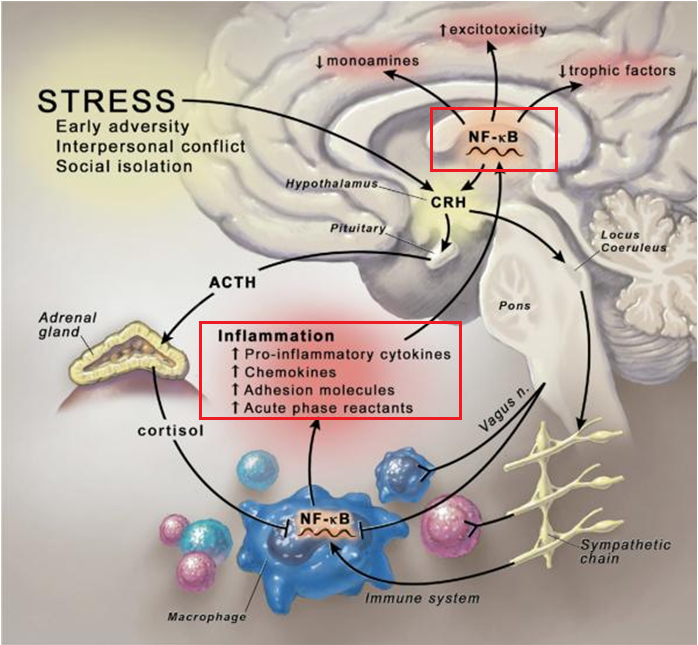 ↑excitotoxicity
↓monoamines
↓trophic factors
STRESS
Early adversity
Interpersonal conflict
Social isolation
NF-κB
Hypothalamus
CRH
Pituitary
Locus
Coeruleus
ACTH
Pons
Adrenal
gland
Inflammation
↑ Pro-inflammatory cytokines
↑ Chemokines
↑ Adhesion molecules
↑ Acute phase reactants
Vagus n.
cortisol
NF-κB
Sympathetic
chain
Immune system
Macrophage